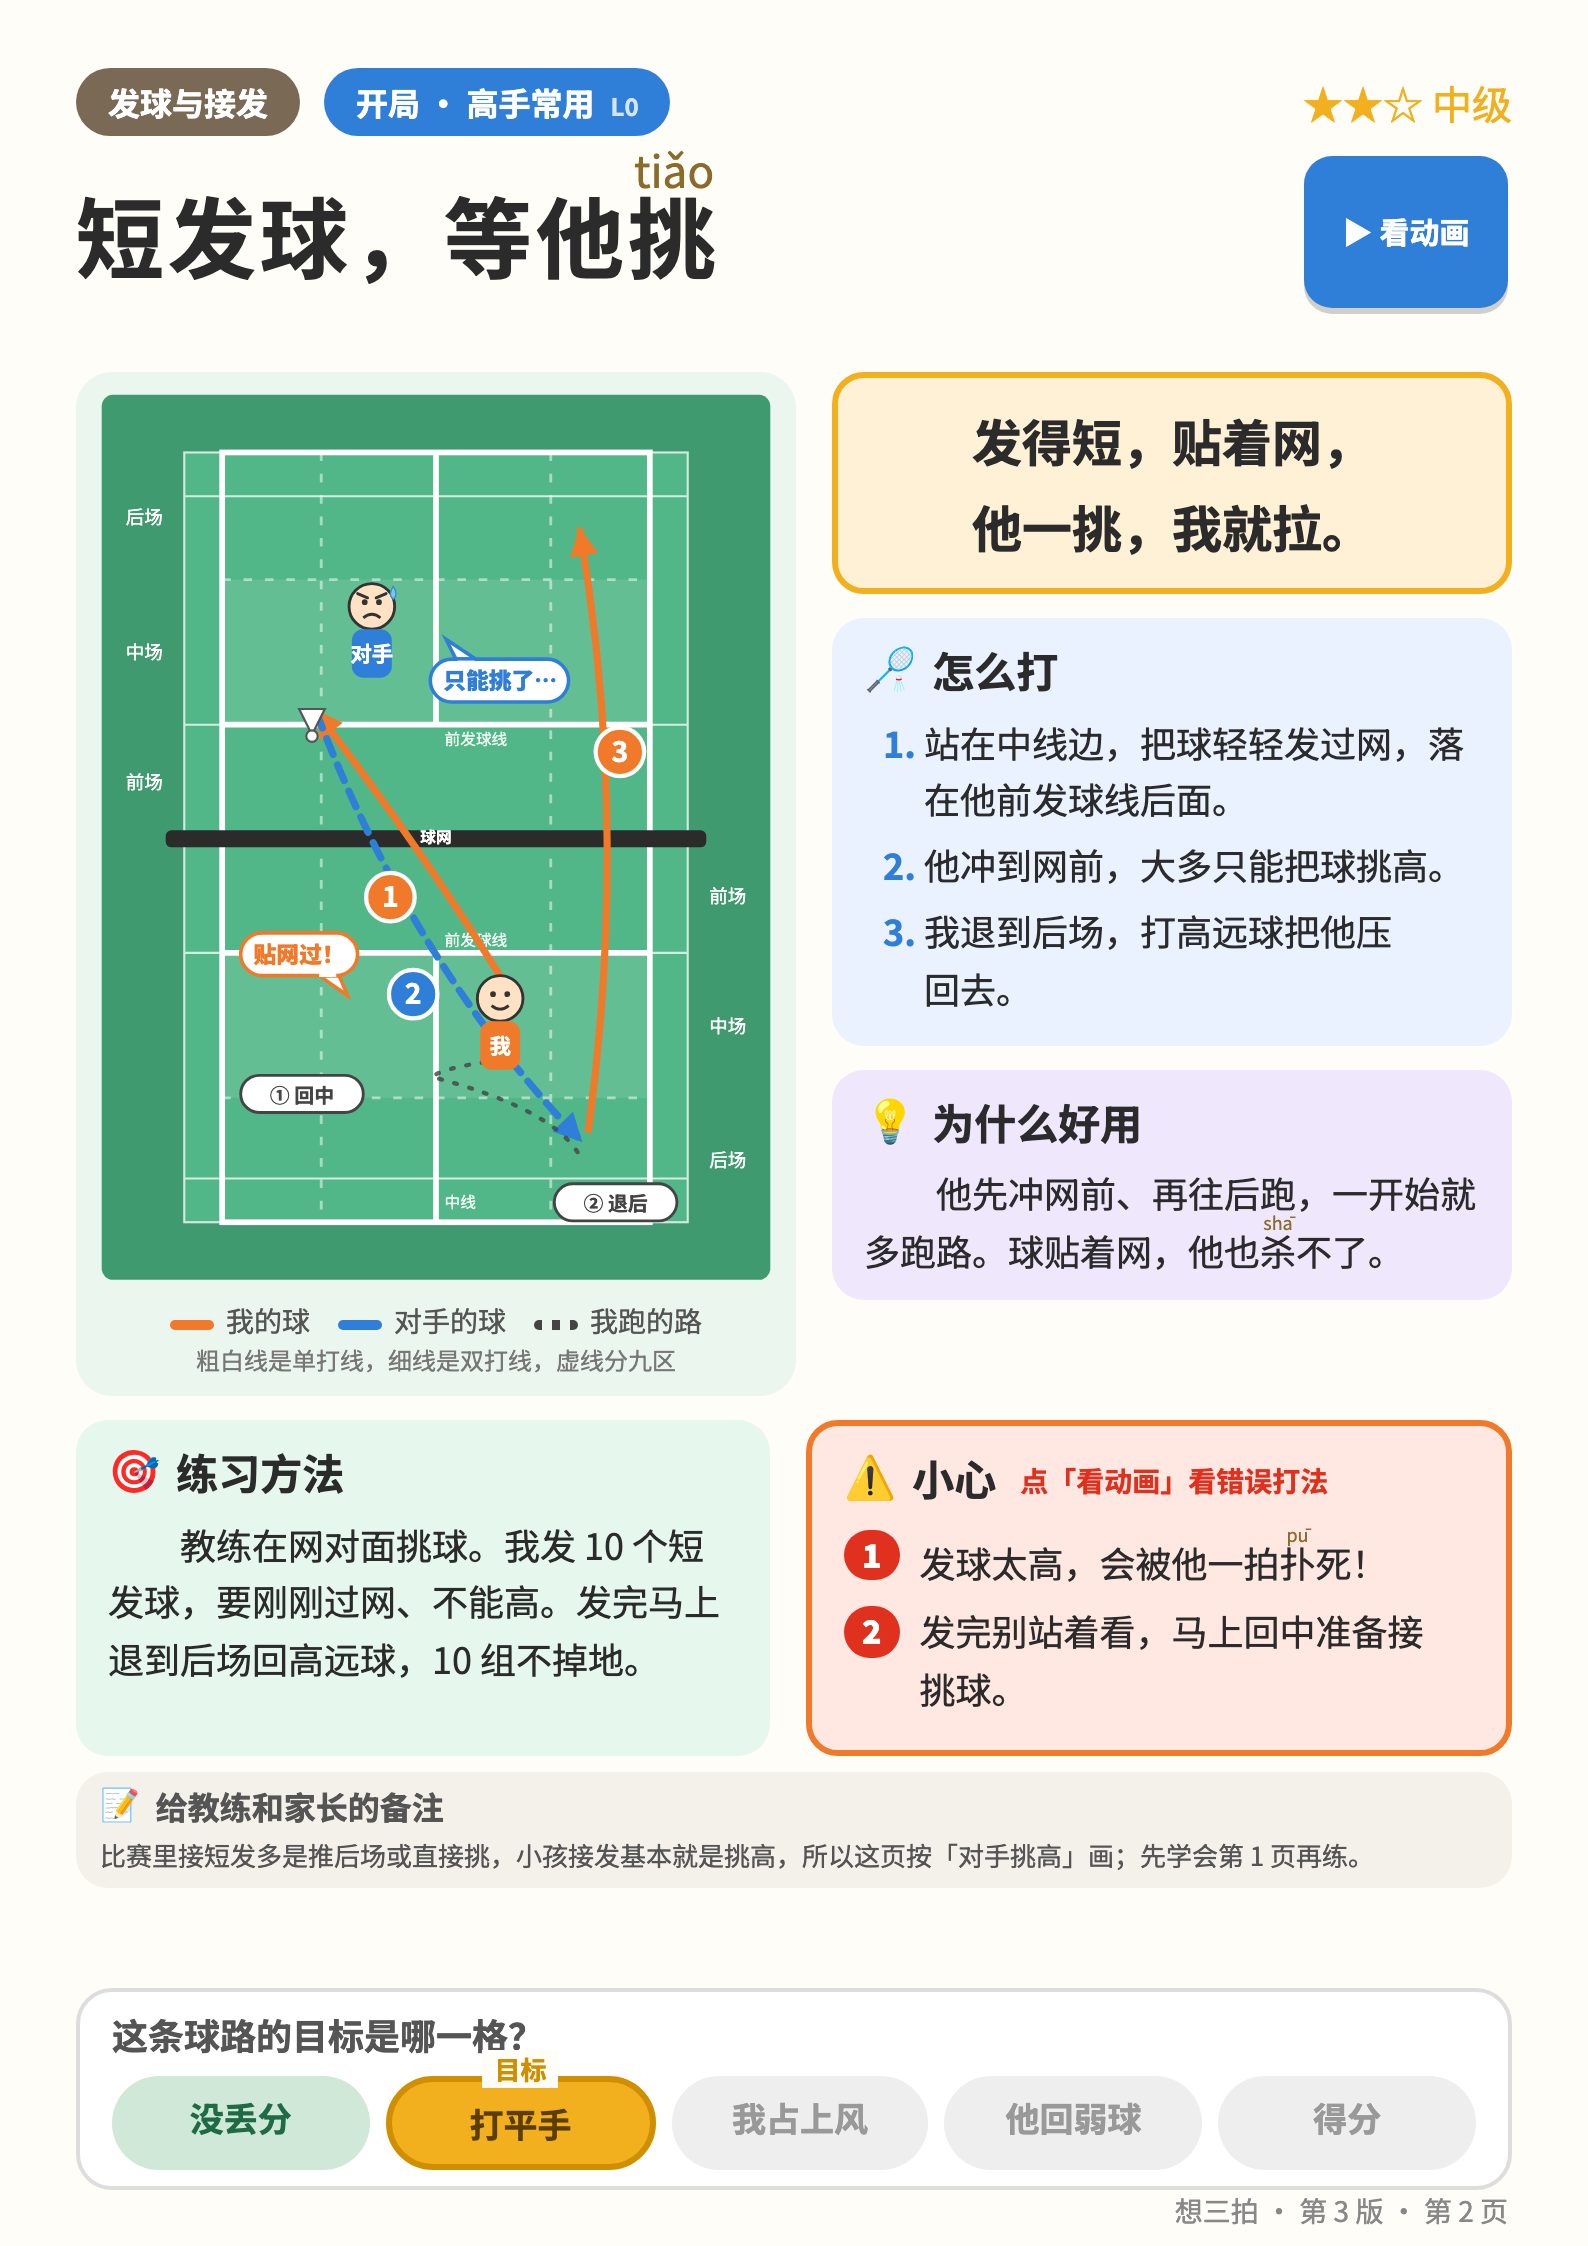 发球与接发
开局 · 高手常用 L0
★★☆ 中级
tiǎo
短发球，等他挑
▶ 看动画
后场
中场
前场
对手
只能挑了…
前发球线
3
球网
1
前场
贴网过！
前发球线
2
我
中场
① 回中
后场
中线
② 退后
我的球 对手的球 我跑的路
粗白线是单打线，细线是双打线，虚线分九区
发得短，贴着网，
他一挑，我就拉。
怎么打
1. 站在中线边，把球轻轻发过网，落
在他前发球线后面。
2. 他冲到网前，大多只能把球挑高。
3. 我退到后场，打高远球把他压
回去。
为什么好用
他先冲网前、再往后跑，一开始就
shā
多跑路。球贴着网，他也杀不了。
练习方法
教练在网对面挑球。我发 10 个短
发球，要刚刚过网、不能高。发完马上
退到后场回高远球，10 组不掉地。
小心 点「看动画」看错误打法
pū
1 发球太高，会被他一拍扑死！
2 发完别站着看，马上回中准备接
挑球。
给教练和家长的备注
比赛里接短发多是推后场或直接挑，小孩接发基本就是挑高，所以这页按「对手挑高」画；先学会第 1 页再练。
这条球路的目标是哪一格？
目标
没丢分 打平手 我占上风 他回弱球 得分
想三拍 · 第 3 版 · 第 2 页